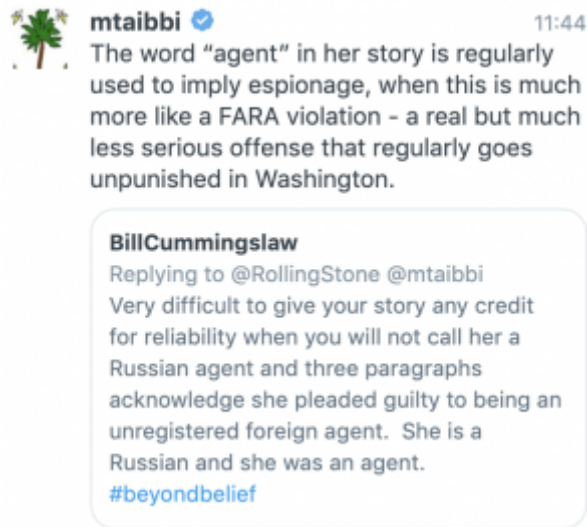 mtaibbi 11:44
The word “agent” in her story is regularly
used to imply espionage, when this is much
more like a FARA violation - a real but much
less serious offense that regularly goes
unpunished in Washington.
BillCummingslaw
Replying to @RollingStone @mtaibbi
Very difficult to give your story any credit
for reliability when you will not call her a
Russian agent and three paragraphs
acknowledge she pleaded guilty to being an
unregistered foreign agent. She is a
Russian and she was an agent.
#beyondbelief